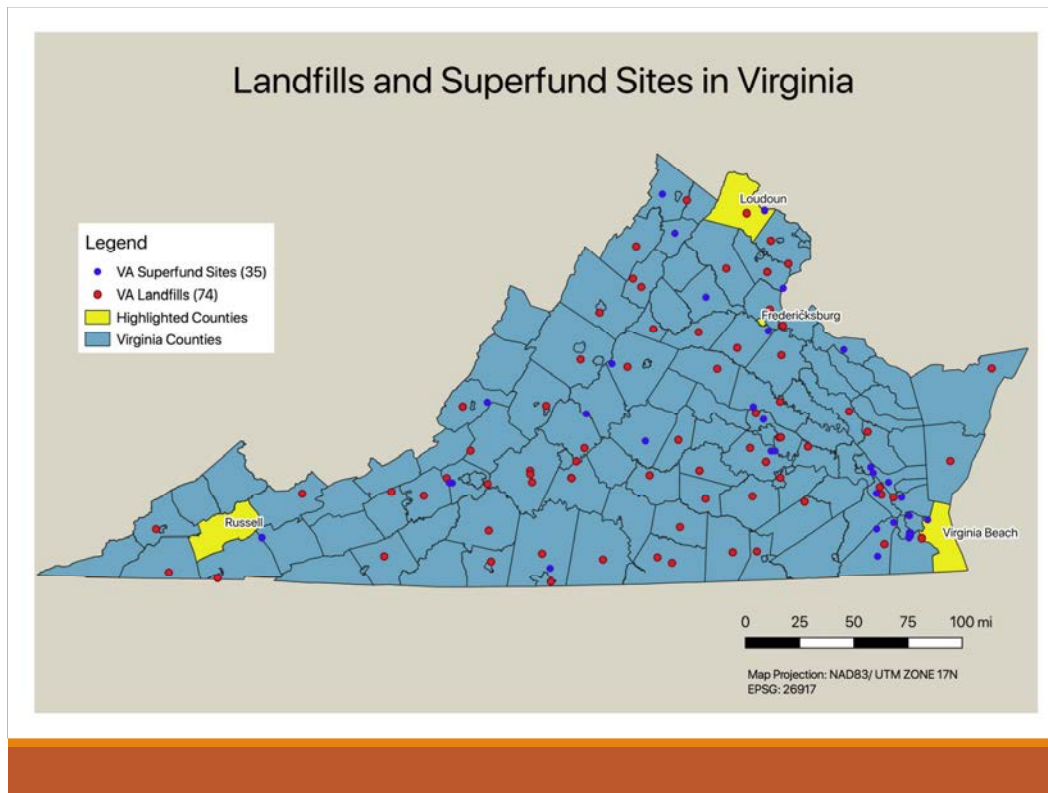 Landfills and Superfund Sites in Virginia
Loudoun
Legend
VA Superfund Sites (35)
VA Landfills (74)
Highlighted Counties
Virginia Counties
Fredericksburg
Russell
Virginia Beach
0 25 50 75 100 mi
Map Projection: NAD83/ UTM ZONE 17N
EPSG: 26917